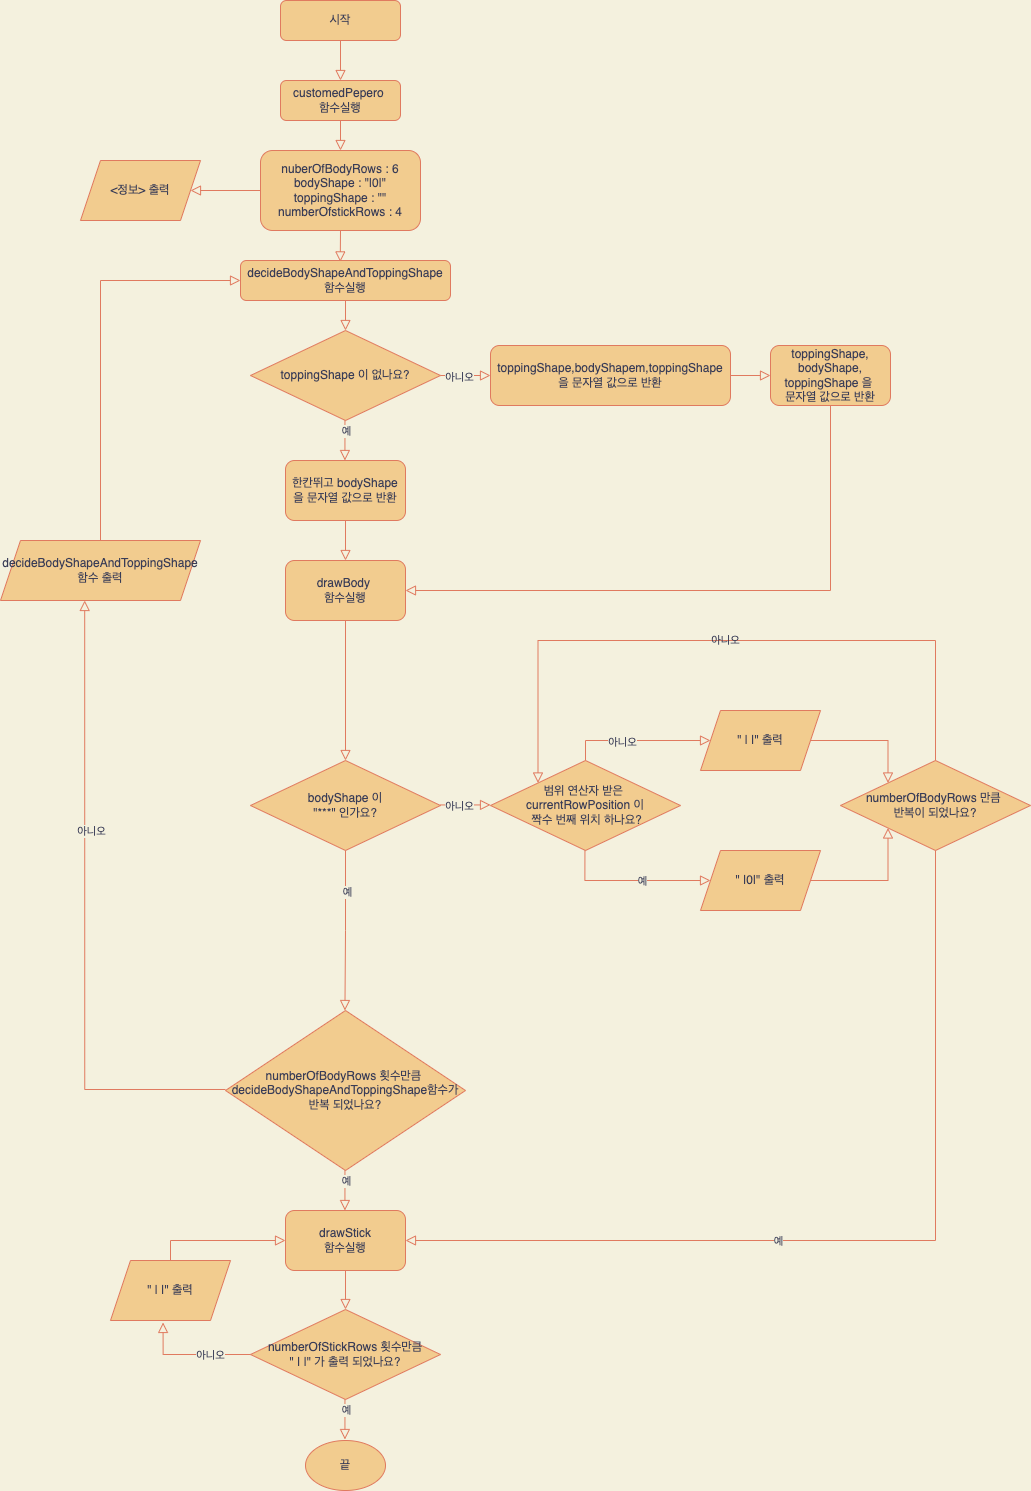 시작
customedPepero
함수실행
nuberOfBodyRows : 6
bodyShape : "|0|"
toppingShape : ""
numberOfstickRows : 4
<정보> 출력
decideBodyShapeAndToppingShape
함수실행
toppingShape 이 없나요?
아니오
toppingShape,bodyShapem,toppingShape
을 문자열 값으로 반환
toppingShape,
bodyShape,
toppingShape 을
문자열 값으로 반환
예
한칸뛰고 bodyShape
을 문자열 값으로 반환
decideBodyShapeAndToppingShape
함수 출력
drawBody
함수실행
아니오
아니오
" | |" 출력
bodyShape 이
"***" 인가요?
아니오
범위 연산자 받은
currentRowPosition 이
짝수 번째 위치 하나요?
numberOfBodyRows 만큼
반복이 되었나요?
아니오
예
" |0|" 출력
예
numberOfBodyRows 횟수만큼
decideBodyShapeAndToppingShape함수가
반복 되었나요?
예
drawStick
함수실행
예
" | |" 출력
아니오
numberOfStickRows 횟수만큼
" | |" 가 출력 되었나요?
예
끝